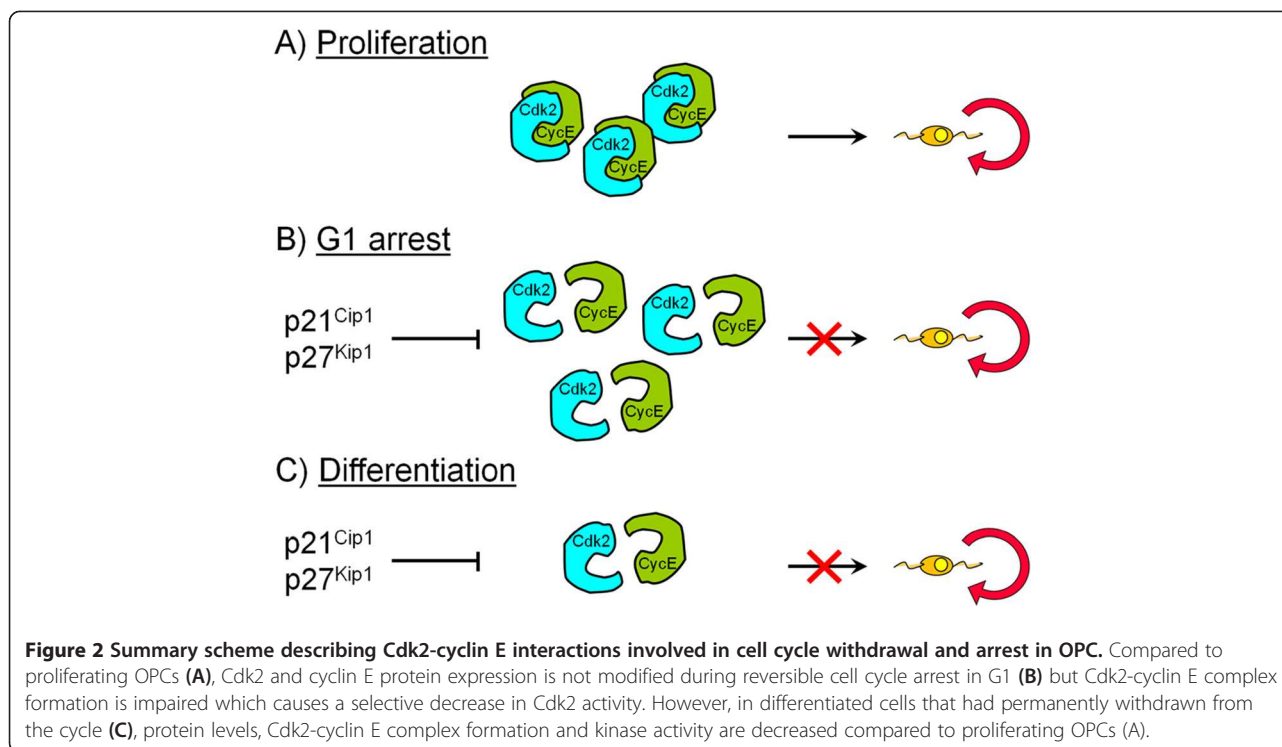 A) Proliferation
Cdk2
CycE
Cdk2
CycE
Cdk2
CycE
B) G1 arrest
p21Cip1
p27Kip1
Cdk2
CycE
Cdk2
CycE
Cdk2
CycE
C) Differentiation
p21Cip1
p27Kip1
Cdk2
CycE
Figure 2 Summary scheme describing Cdk2-cyclin E interactions involved in cell cycle withdrawal and arrest in OPC. Compared to
proliferating OPCs (A), Cdk2 and cyclin E protein expression is not modified during reversible cell cycle arrest in G1 (B) but Cdk2-cyclin E complex
formation is impaired which causes a selective decrease in Cdk2 activity. However, in differentiated cells that had permanently withdrawn from
the cycle (C), protein levels, Cdk2-cyclin E complex formation and kinase activity are decreased compared to proliferating OPCs (A).